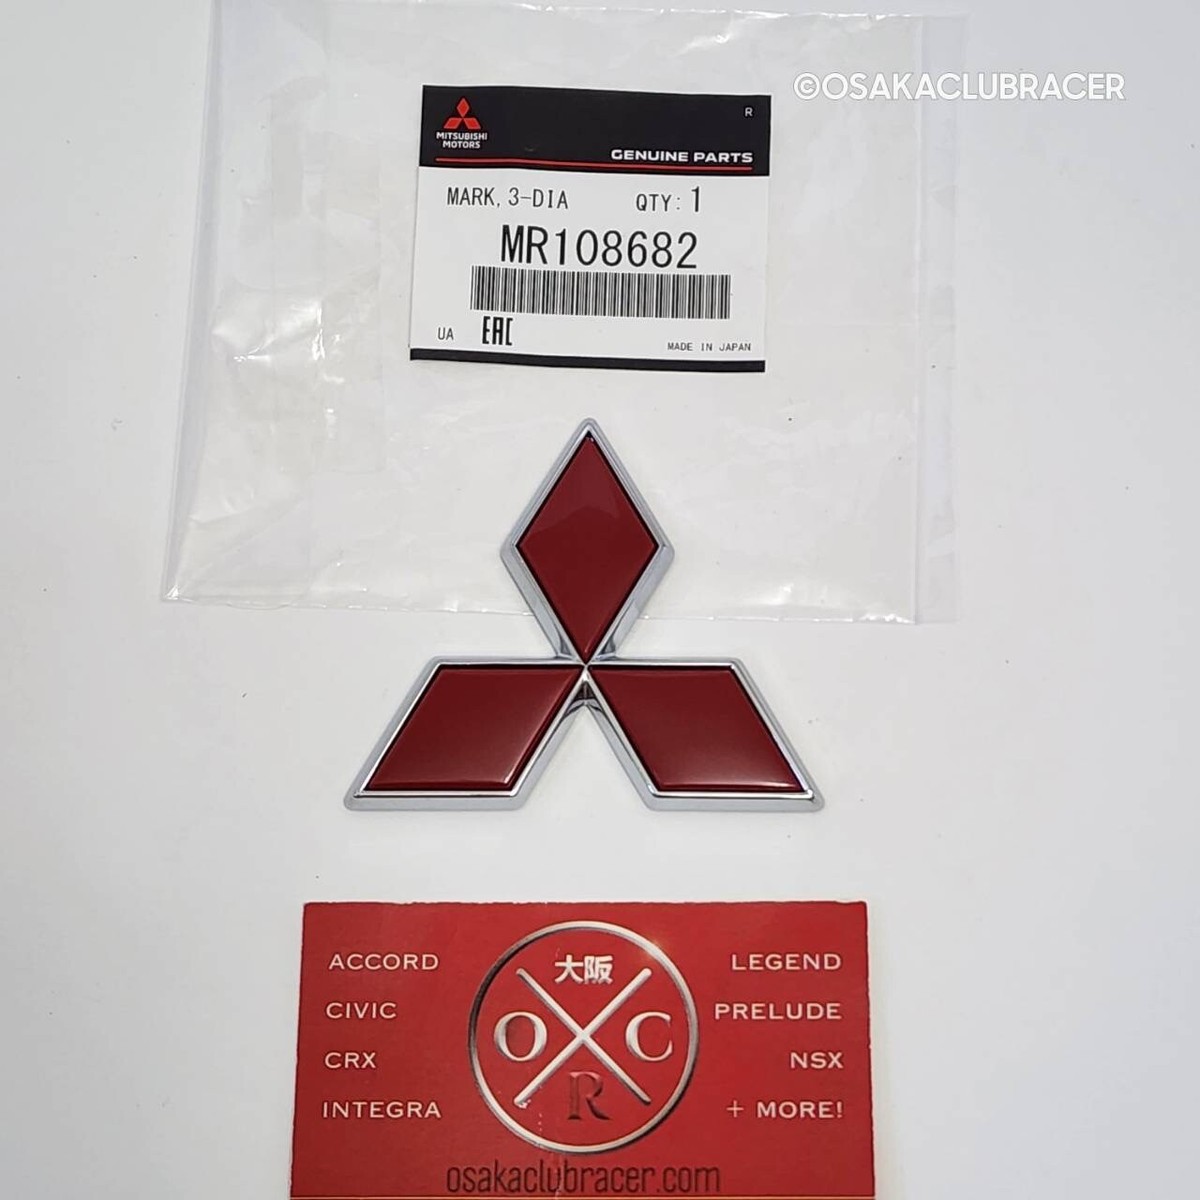 ©OSAKACLUBRACER
R
MITSUBISHI
MOTORS
GENUINE PARTS
MARK, 3-DIA QTY: 1
MR108682
UA EAC
MADE IN JAPAN
ACCORD 大阪 LEGEND
CIVIC O C PRELUDE
CRX NSX
INTEGRA R + MORE!
osakaclubracer.com